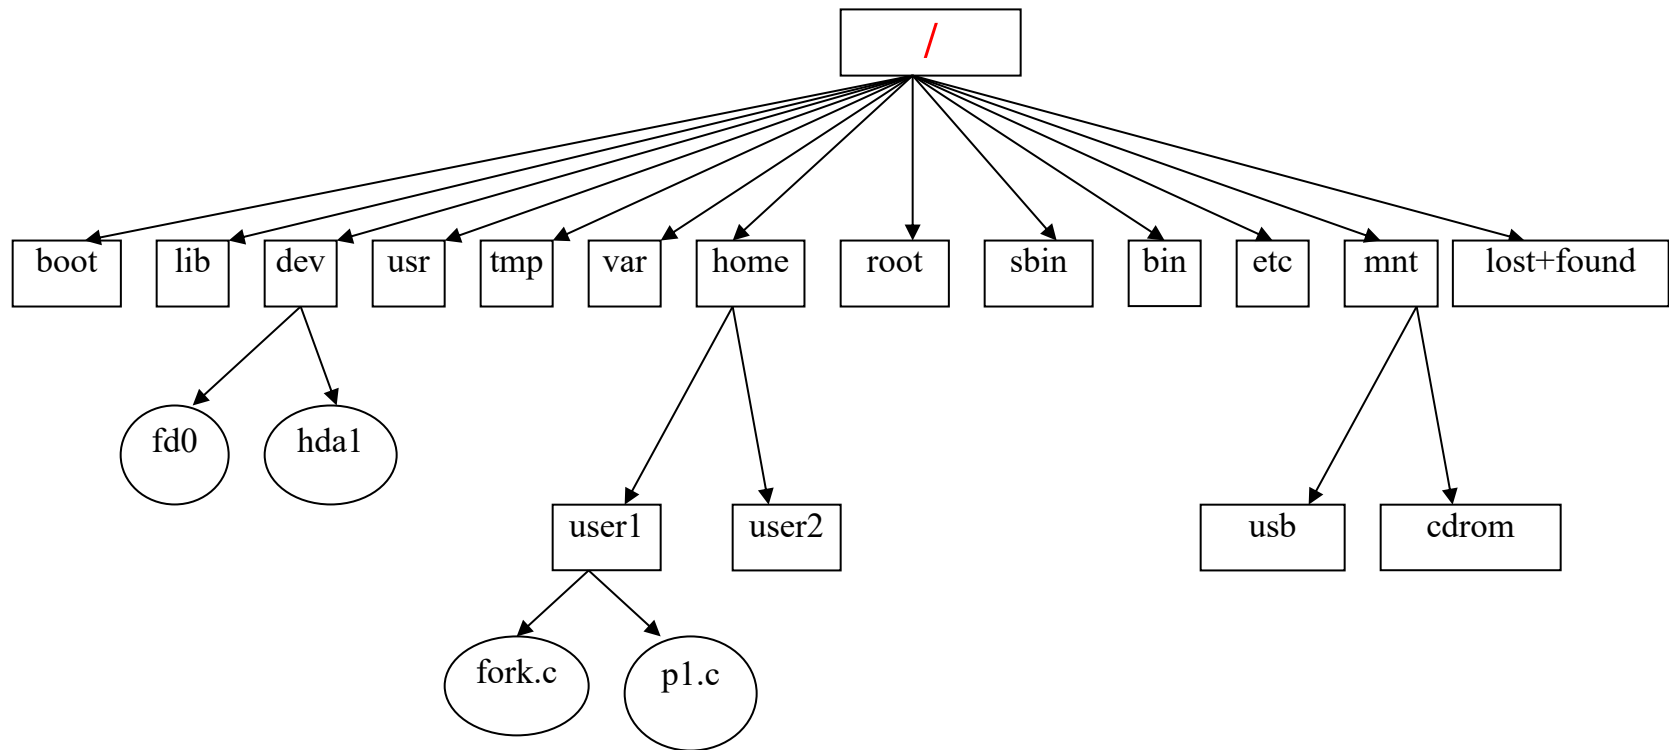 /
boot lib dev usr tmp var home root sbin bin etc mnt lost+found
fd0 hda1
user1 user2 usb cdrom
fork.c p1.c